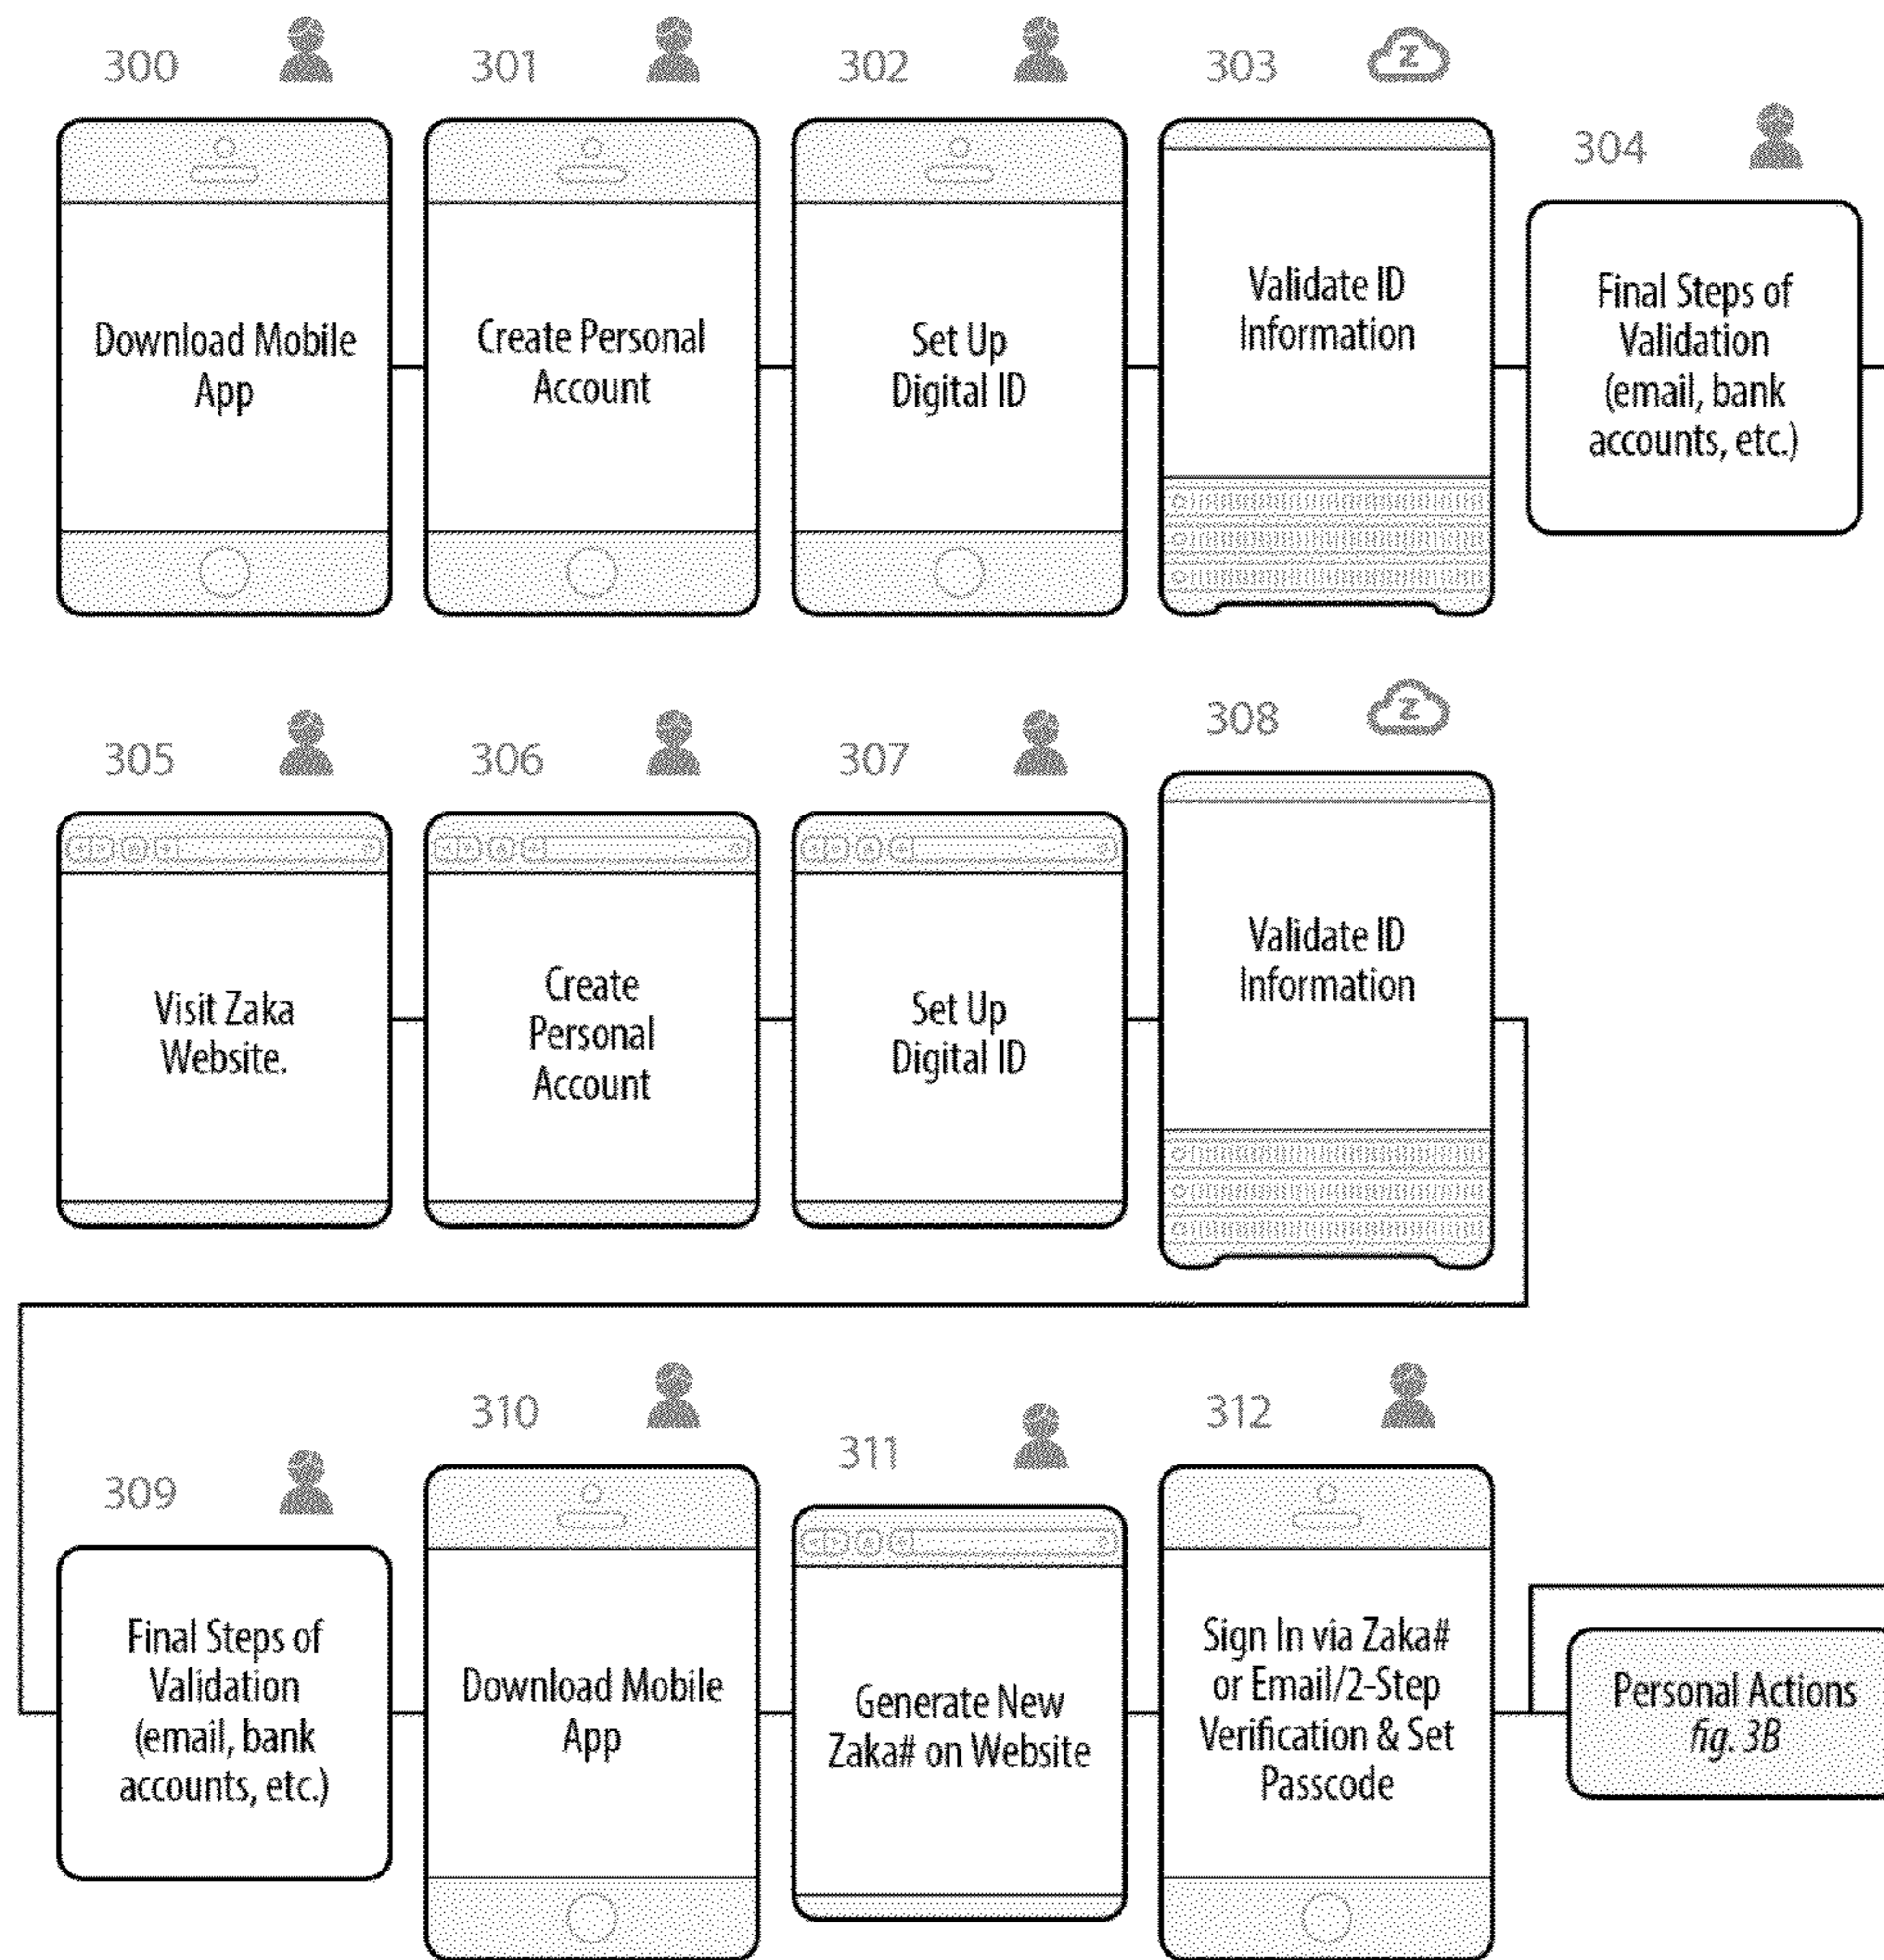 300
301
302
303
Z
304
Download Mobile
App
Create Personal
Account
Set Up
Digital ID
Validate ID
Information
Final Steps of
Validation
(email, bank
accounts, etc.)
305
306
307
308
Z
Visit Zaka
Website.
Create
Personal
Account
Set Up
Digital ID
Validate ID
Information
309
310
311
312
Final Steps of
Validation
(email, bank
accounts, etc.)
Download Mobile
App
Generate New
Zaka# on Website
Sign In via Zaka#
or Email/2-Step
Verification & Set
Passcode
Personal Actions
fig. 3B